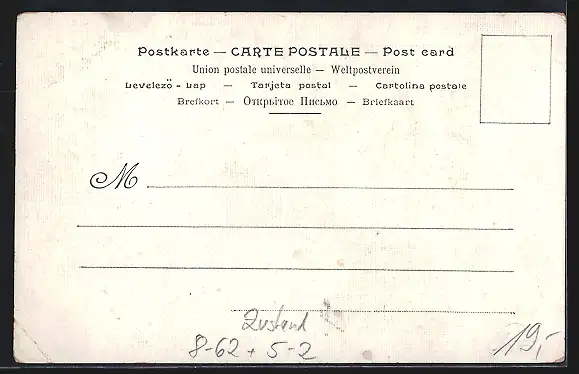 Postkarte — CARTE POSTALE — Post card
Union postale universelle — Weltpostverein
Levelező - Lap — Tarjeta postal — Cartolina postale
Brefkort — Открытое Письмо — Briefkaart
M
Zustand
8-62 + 5-2
19,-